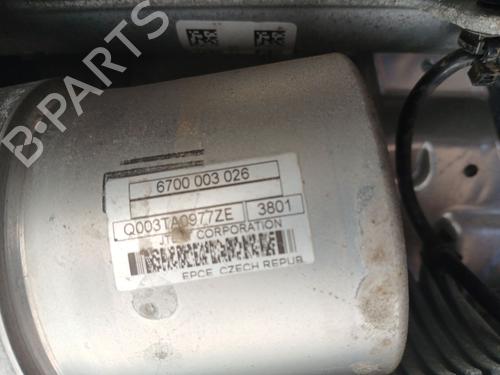 B-PARTS
6700 003 026
Q003TA0977ZE 3801
CORPORATION
EPCE, CZECH REPUB